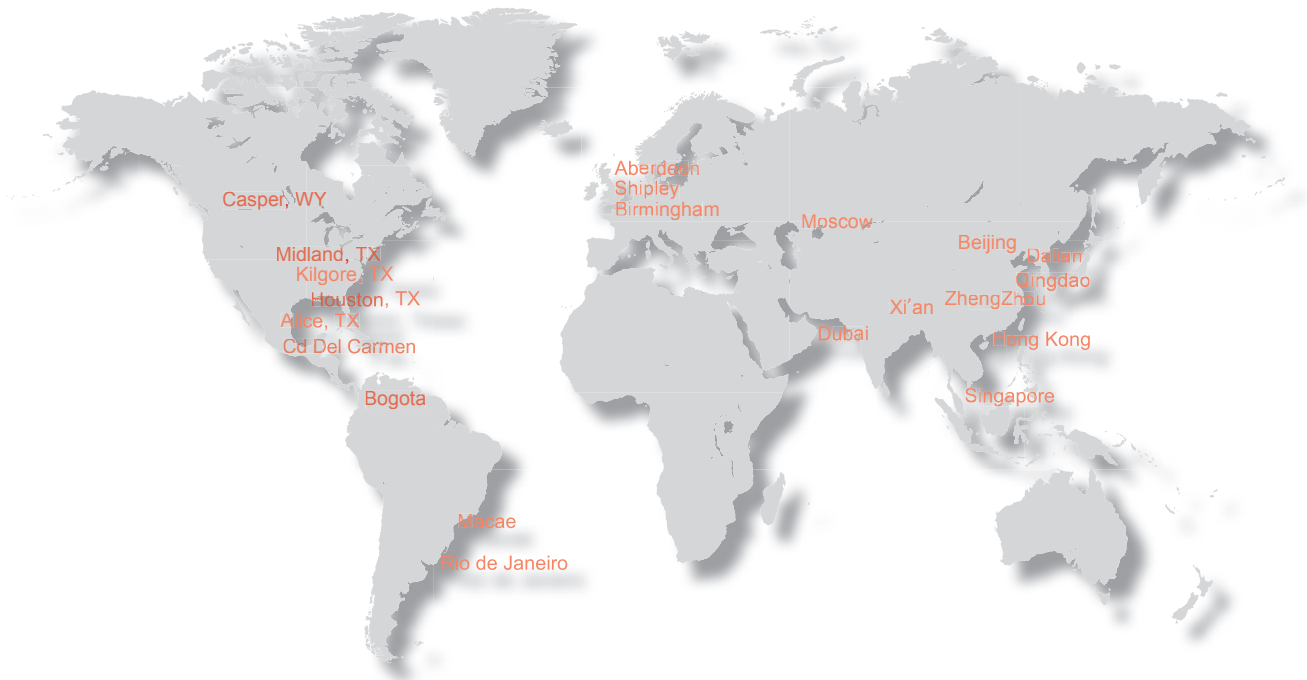 Aberdeen
Shipley
Birmingham
Casper, WY
Moscow
Beijing
Midland, TX
Dalian
Kilgore, TX
Qingdao
Houston, TX
ZhengZhou
Xi'an
Alice, TX
Dubai
Hong Kong
Cd Del Carmen
Bogota
Singapore
Macae
Rio de Janeiro